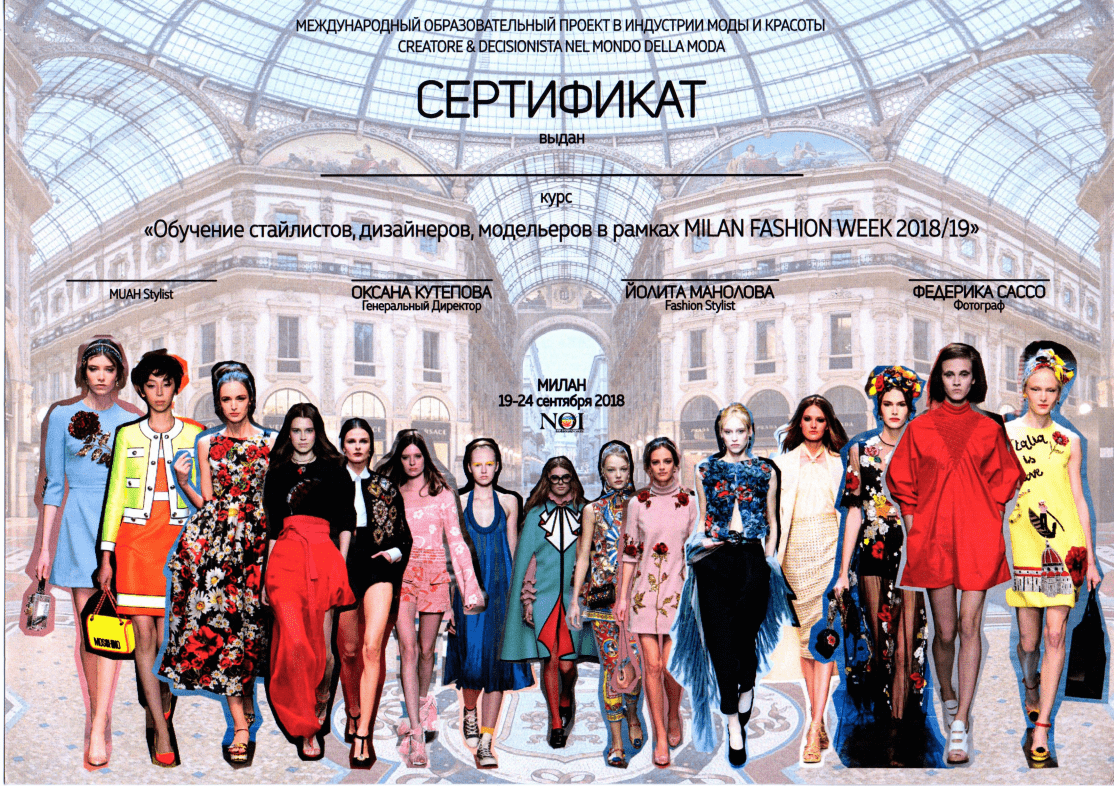 МЕЖДУНАРОДНЫЙ ОБРАЗОВАТЕЛЬНЫЙ ПРОЕКТ В ИНДУСТРИИ МОДЫ И КРАСОТЫ
CREATORE & DECISIONISTA NEL MONDO DELLA MODA
СЕРТИФИКАТ
выдан
курс
«Обучение стайлистов, дизайнеров, модельеров в рамках MILAN FASHION WEEK 2018/19»
MUAH Stylist
ОКСАНА КУТЕПОВА
Генеральный Директор
ЙОЛИТА МАНОЛОВА
Fashion Stylist
ФЕДЕРИКА САССО
Фотограф
МИЛАН
19-24 сентября 2018
NOI
MOSCHINO
Italia
is